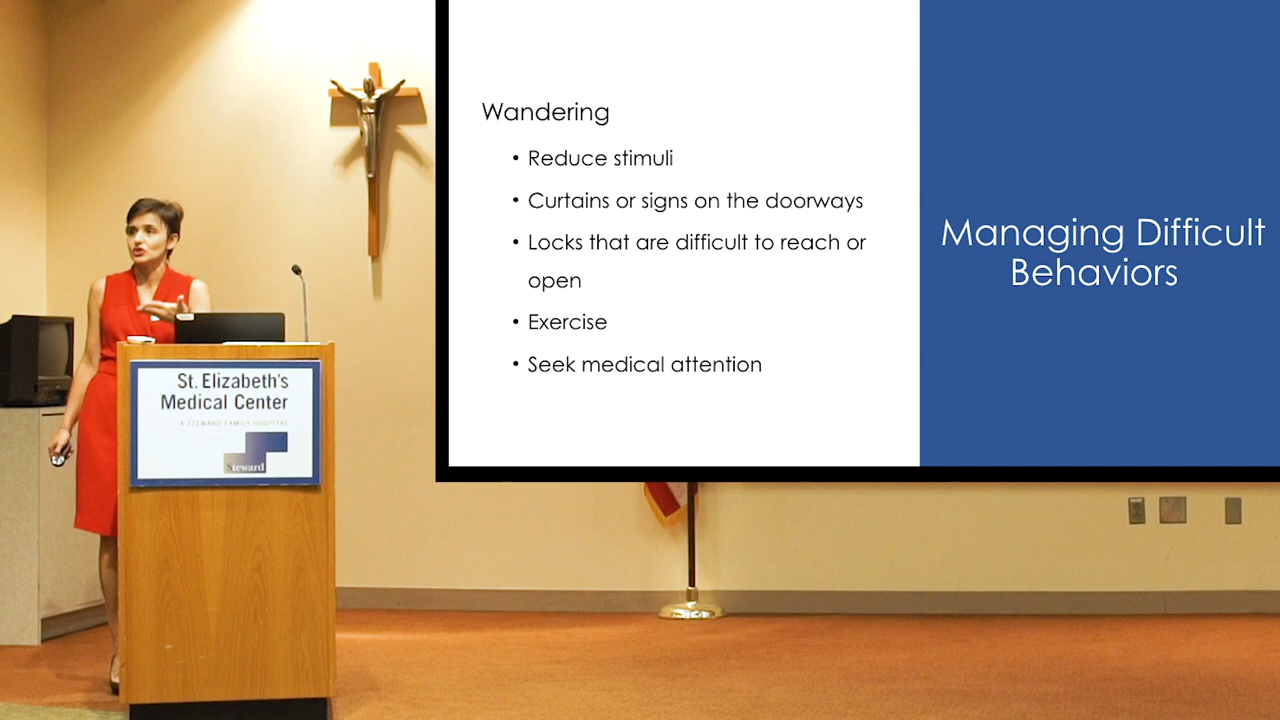 Wandering
• Reduce stimuli
• Curtains or signs on the doorways
• Locks that are difficult to reach or
open
• Exercise
• Seek medical attention
Managing Difficult
Behaviors
St. Elizabeth's
Medical Center
A STEWARD FAMILY HOSPITAL
Steward